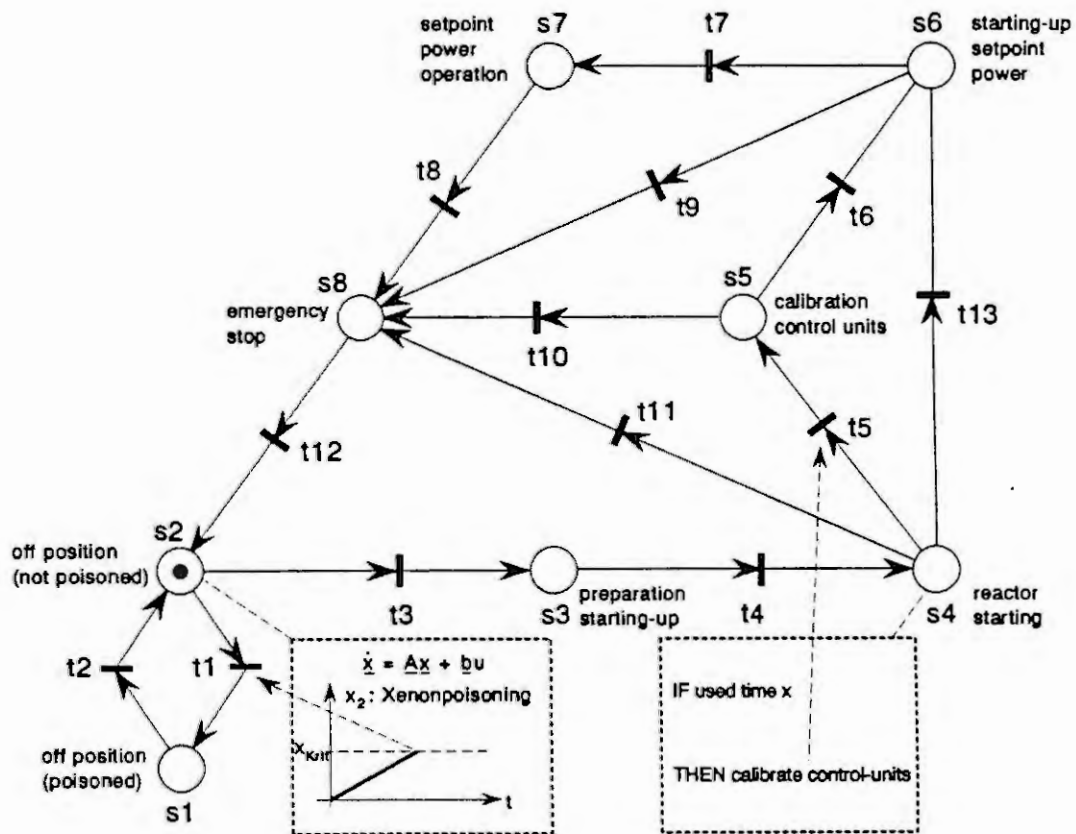 setpoint
power
operation
s7
t7
s6
starting-up
setpoint
power
t8
t9
t6
s8
emergency
stop
s5
calibration
control units
t10
t13
t11
t5
t12
s2
off position
(not poisoned)
t3
s3
preparation
starting-up
t4
s4
reactor
starting
t2
t1
ẋ = Ax + bu
x2: Xenonpoisoning
xKrit
t
off position
(poisoned)
s1
IF used time x
THEN calibrate control-units